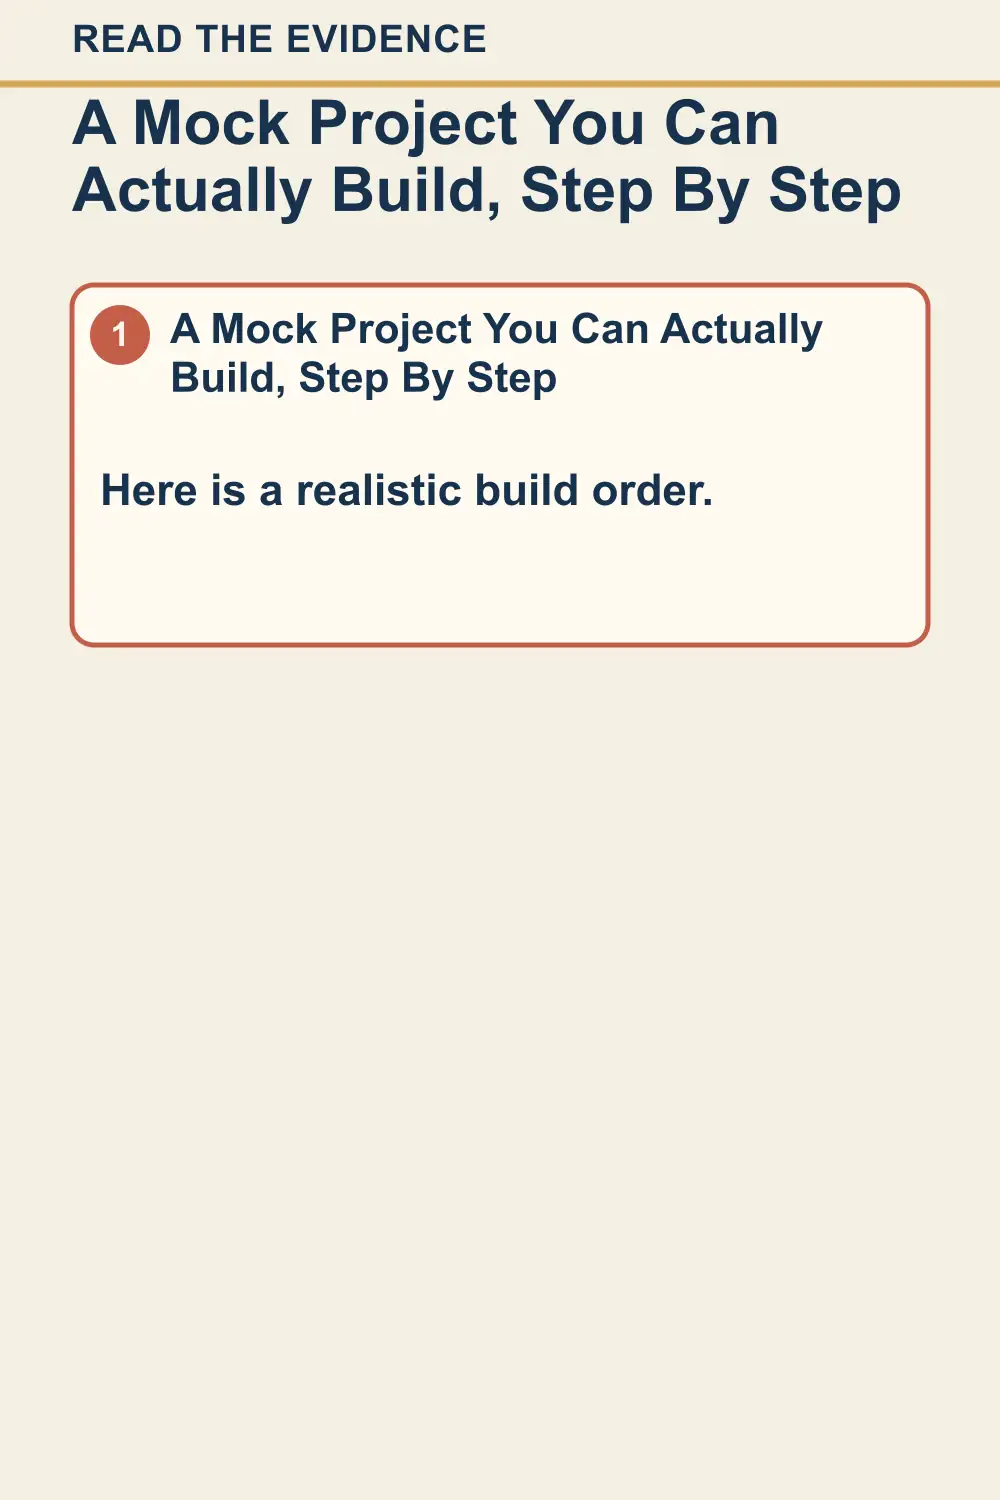 READ THE EVIDENCE
A Mock Project You Can
Actually Build, Step By Step
1
A Mock Project You Can Actually
Build, Step By Step
Here is a realistic build order.